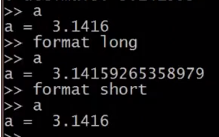 >> a
a =  3.1416
>> format long
>> a
a =  3.14159265358979
>> format short
>> a
a =  3.1416
>>